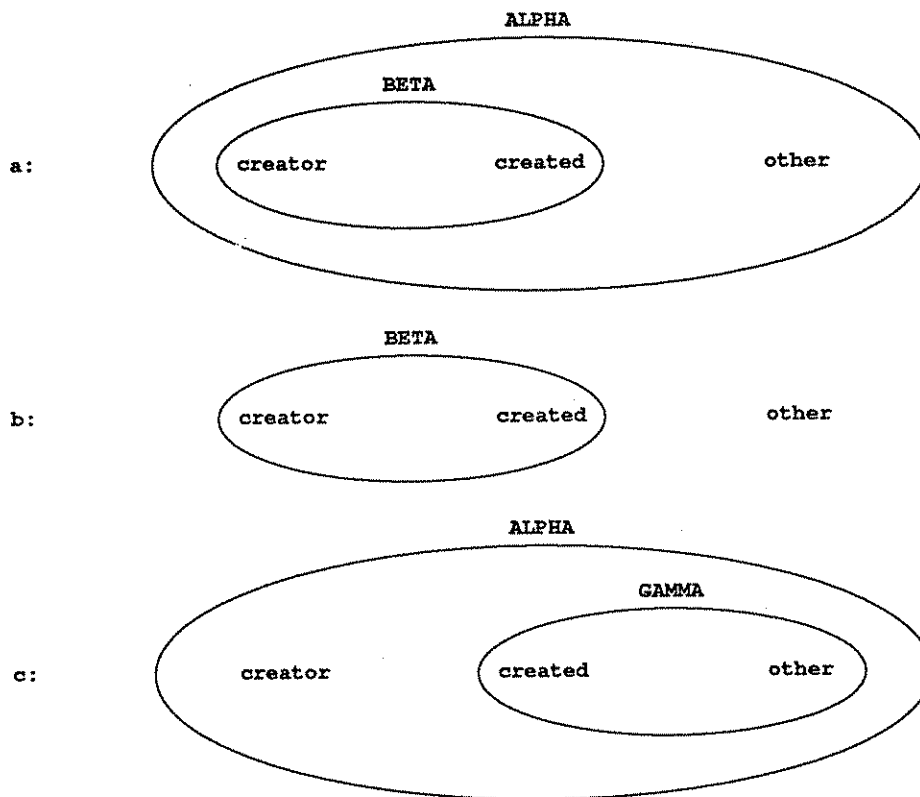 ALPHA
BETA
a: creator created other
BETA
b: creator created other
ALPHA
GAMMA
c: creator created other